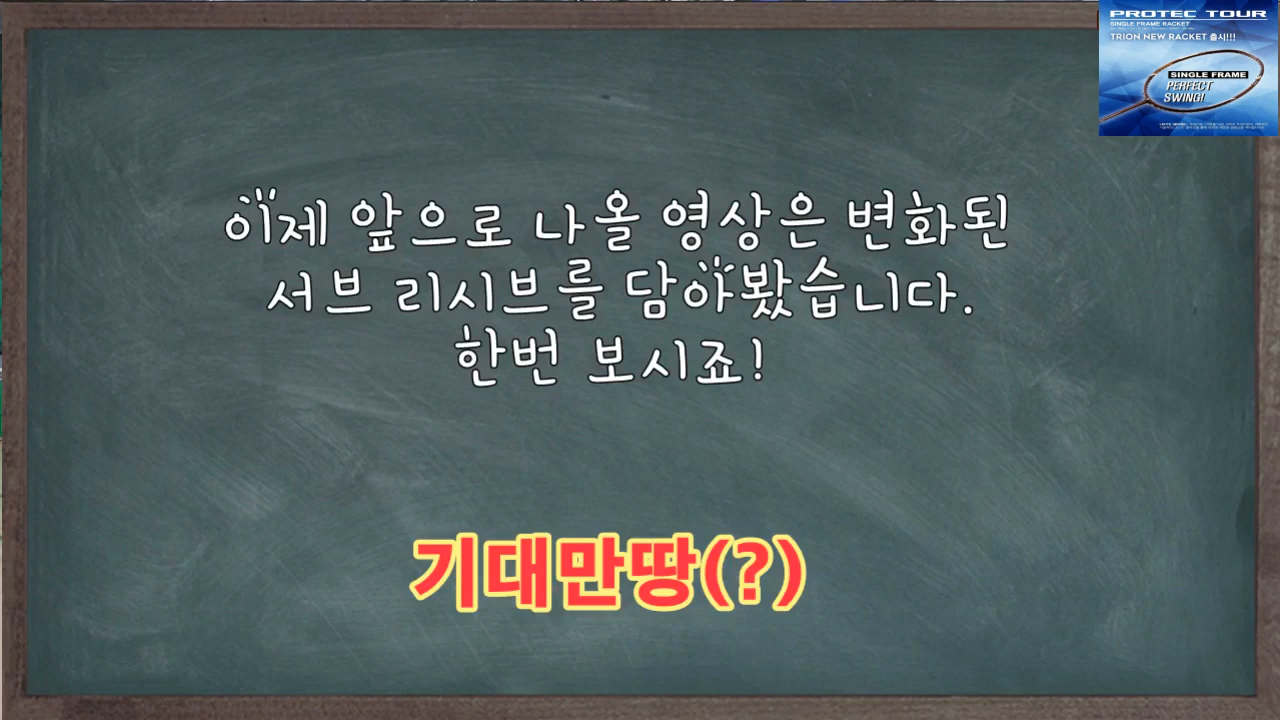 PROTEC TOUR
SINGLE FRAME RACKET
TRION NEW RACKET 출시!!!
SINGLE FRAME
PERFECT
SWING!
이제 앞으로 나올 영상은 변화된
서브 리시브를 담아봤습니다.
한번 보시죠!
기대만땅(?)